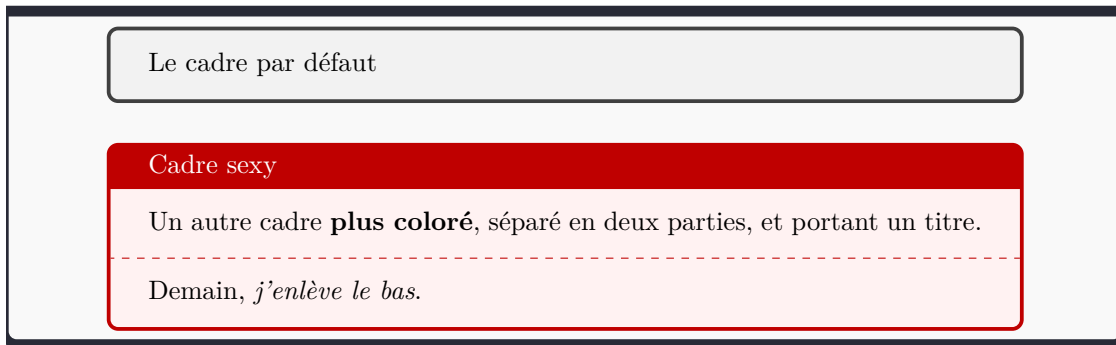 Le cadre par défaut
Cadre sexy
Un autre cadre plus coloré, séparé en deux parties, et portant un titre.
Demain, j'enlève le bas.